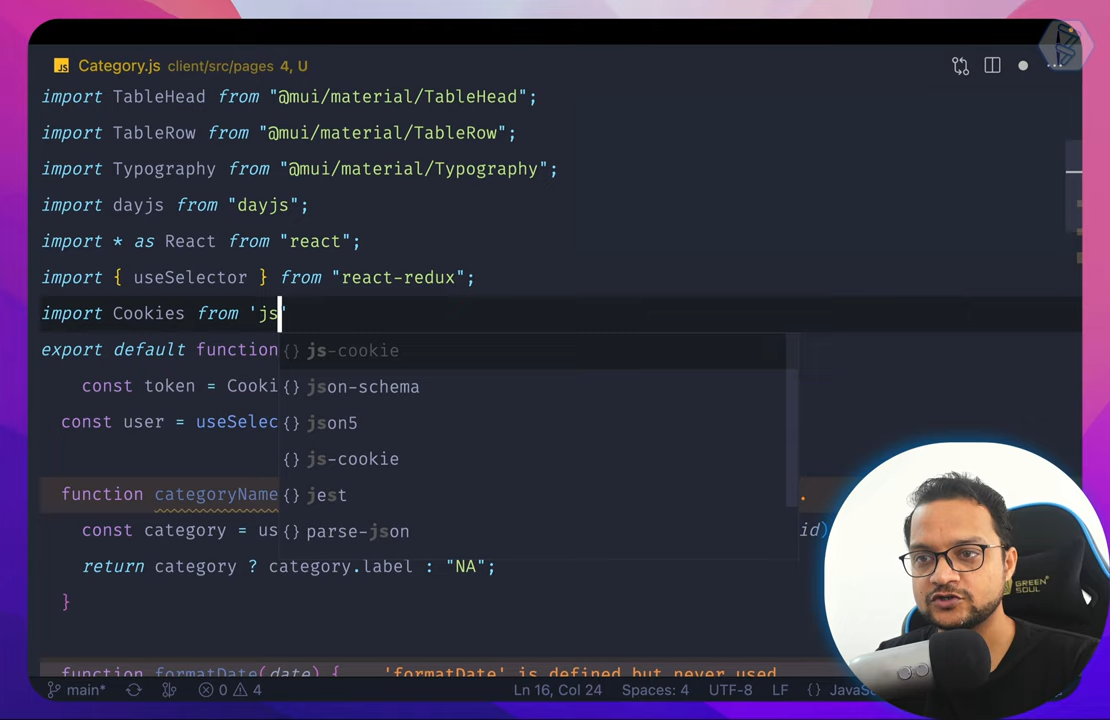 JS Category.js client/src/pages 4, U
import TableHead from "@mui/material/TableHead";
import TableRow from "@mui/material/TableRow";
import Typography from "@mui/material/Typography";
import dayjs from "dayjs";
import * as React from "react";
import { useSelector } from "react-redux";
import Cookies from 'js'
export default function
{} js-cookie
const token = Cooki
{} json-schema
const user = useSelec
{} json5
{} js-cookie
function categoryName
{} jest
const category = us
{} parse-json
id)
return category ? category.label : "NA";
}
function formatDate(date) { 'formatDate' is defined but never used
main* 0 4
Ln 16, Col 24 Spaces: 4 UTF-8 LF {} JavaS
GREEN SOUL